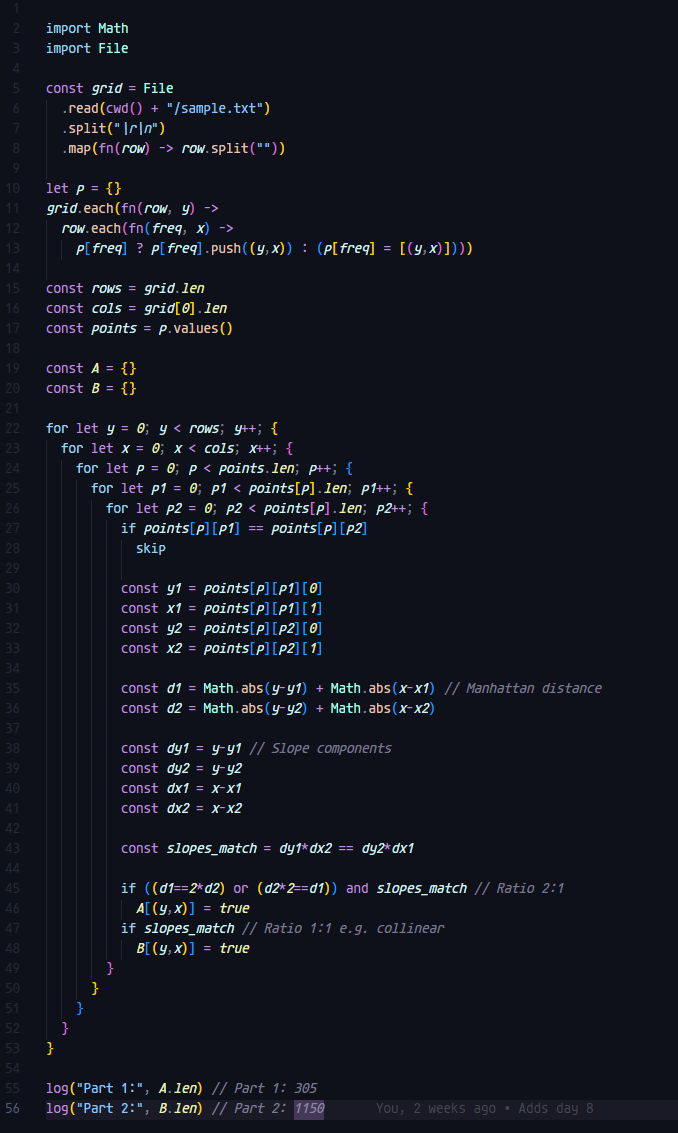 1
2 import Math
3 import File
4
5 const grid = File
6 .read(cwd() + "/sample.txt")
7 .split("\r\n")
8 .map(fn(row) -> row.split(""))
9
10 let p = {}
11 grid.each(fn(row, y) ->
12 row.each(fn(freq, x) ->
13 p[freq] ? p[freq].push((y,x)) : (p[freq] = [(y,x)])))
14
15 const rows = grid.len
16 const cols = grid[0].len
17 const points = p.values()
18
19 const A = {}
20 const B = {}
21
22 for let y = 0; y < rows; y++; {
23 for let x = 0; x < cols; x++; {
24 for let p = 0; p < points.len; p++; {
25 for let p1 = 0; p1 < points[p].len; p1++; {
26 for let p2 = 0; p2 < points[p].len; p2++; {
27 if points[p][p1] == points[p][p2]
28 skip
29
30 const y1 = points[p][p1][0]
31 const x1 = points[p][p1][1]
32 const y2 = points[p][p2][0]
33 const x2 = points[p][p2][1]
34
35 const d1 = Math.abs(y-y1) + Math.abs(x-x1) // Manhattan distance
36 const d2 = Math.abs(y-y2) + Math.abs(x-x2)
37
38 const dy1 = y-y1 // Slope components
39 const dy2 = y-y2
40 const dx1 = x-x1
41 const dx2 = x-x2
42
43 const slopes_match = dy1*dx2 == dy2*dx1
44
45 if ((d1==2*d2) or (d2*2==d1)) and slopes_match // Ratio 2:1
46 A[(y,x)] = true
47 if slopes_match // Ratio 1:1 e.g. collinear
48 B[(y,x)] = true
49 }
50 }
51 }
52 }
53 }
54
55 log("Part 1:", A.len) // Part 1: 305
56 log("Part 2:", B.len) // Part 2: 1150 You, 2 weeks ago • Adds day 8